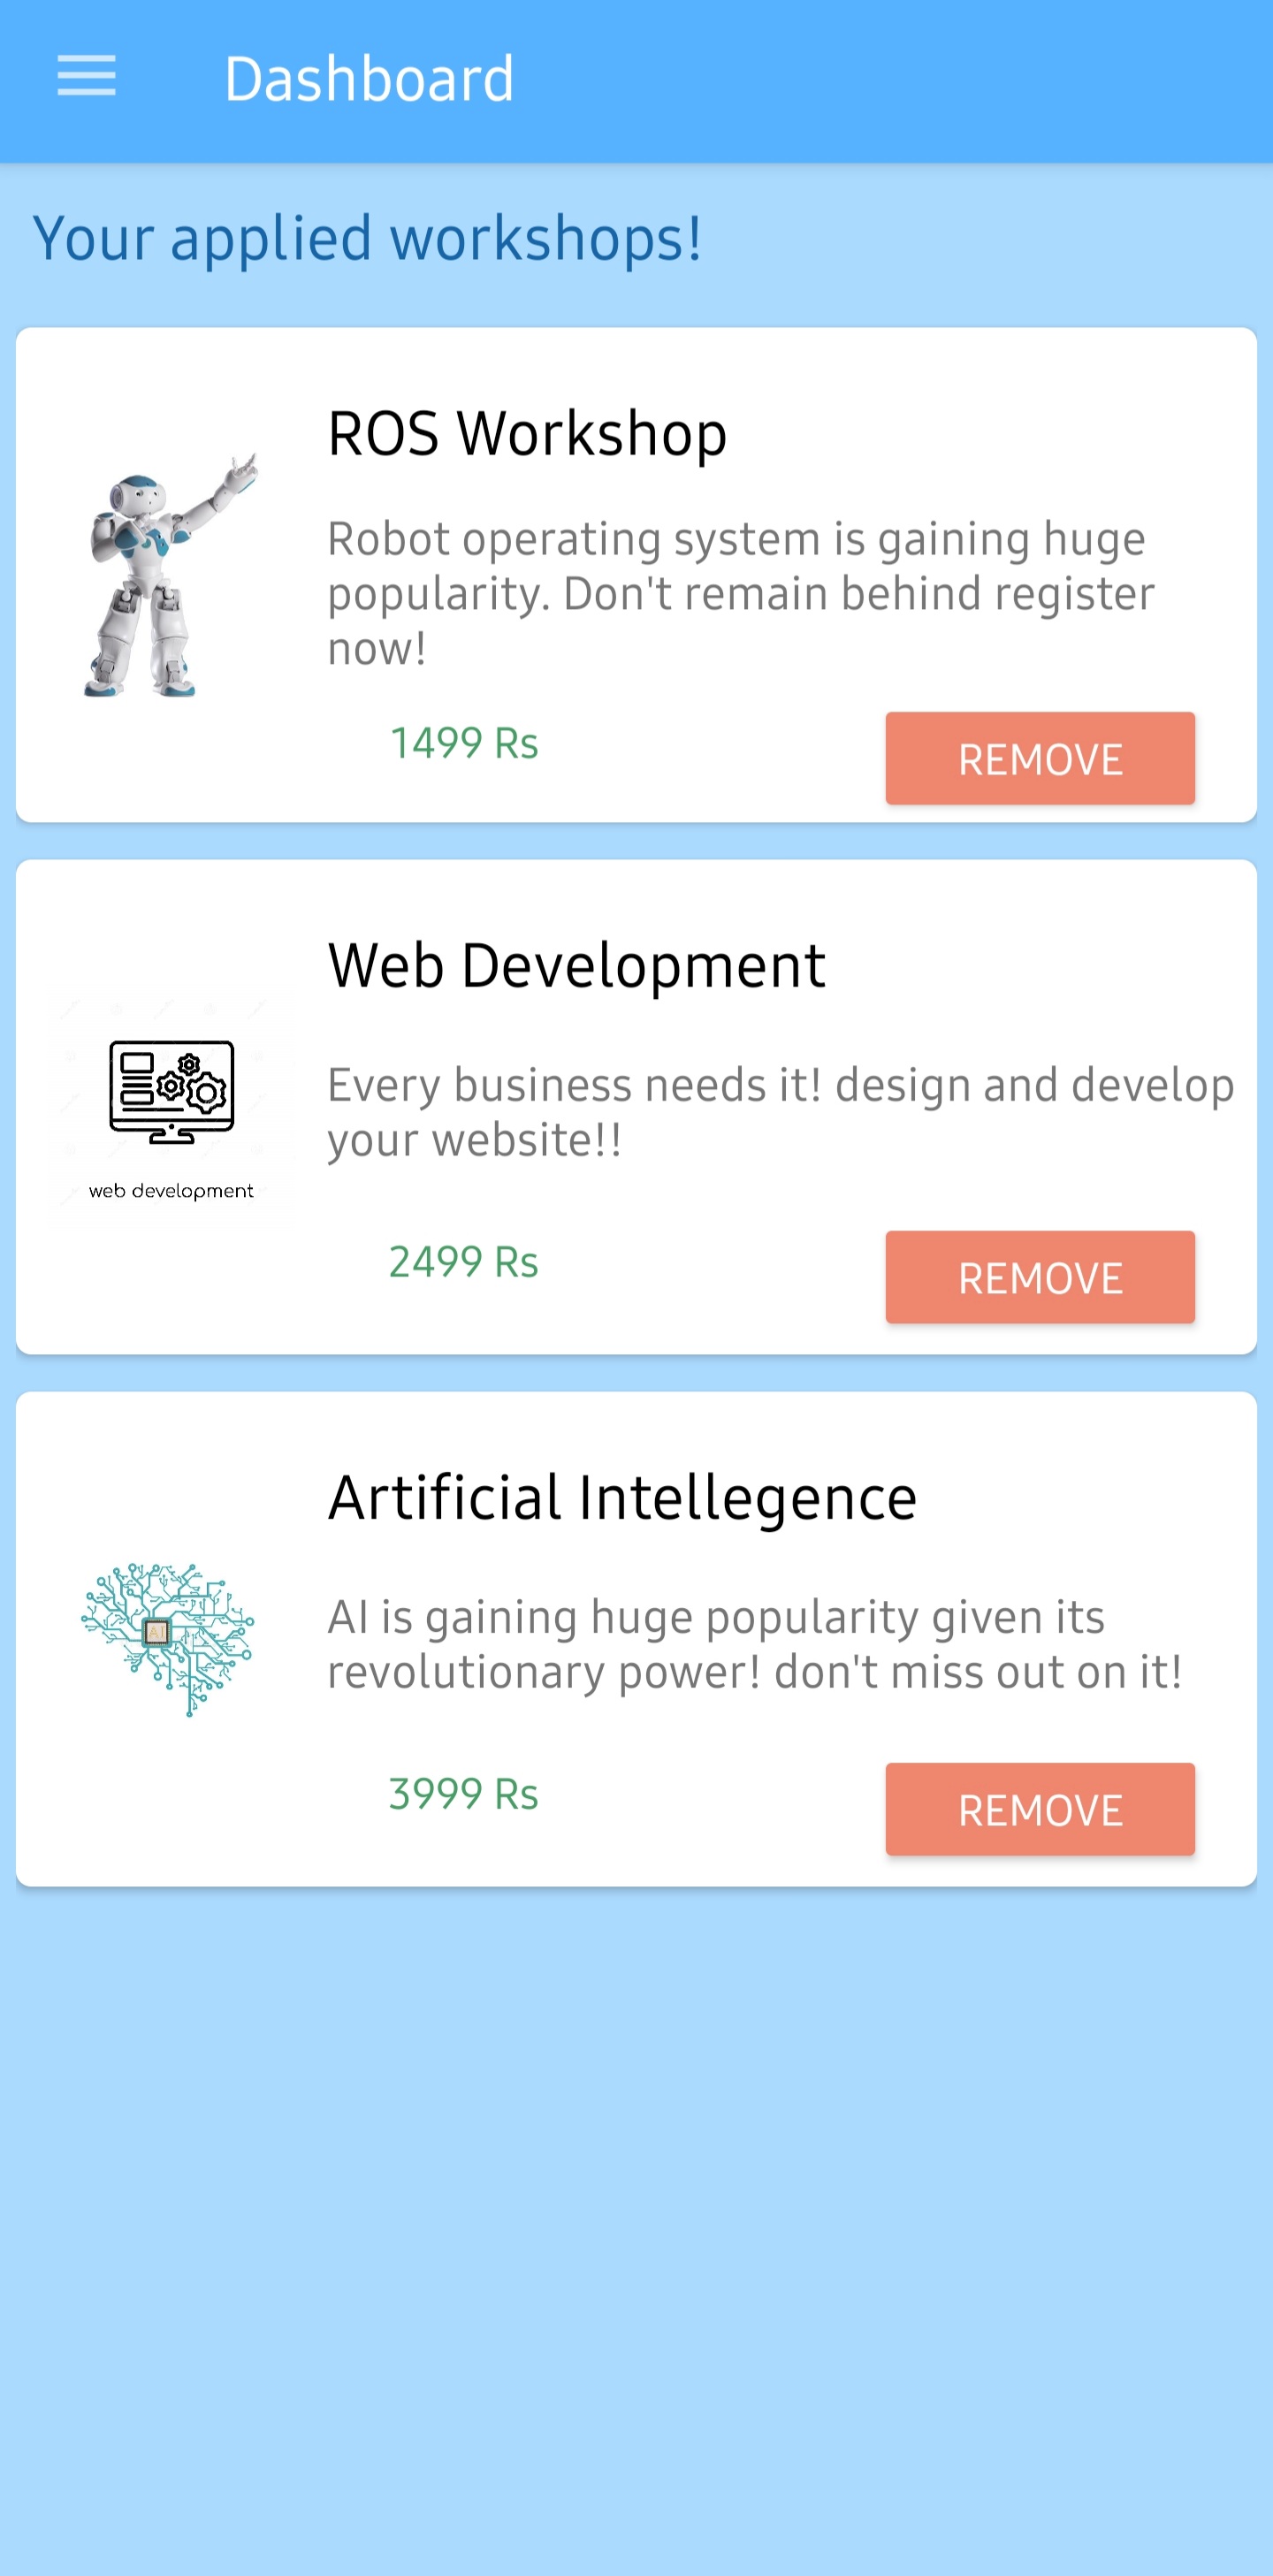 Dashboard
Your applied workshops!
ROS Workshop
Robot operating system is gaining huge
popularity. Don't remain behind register
now!
1499 Rs
REMOVE
Web Development
web development
Every business needs it! design and develop
your website!!
2499 Rs
REMOVE
Artificial Intellegence
AI
AI is gaining huge popularity given its
revolutionary power! don't miss out on it!
3999 Rs
REMOVE